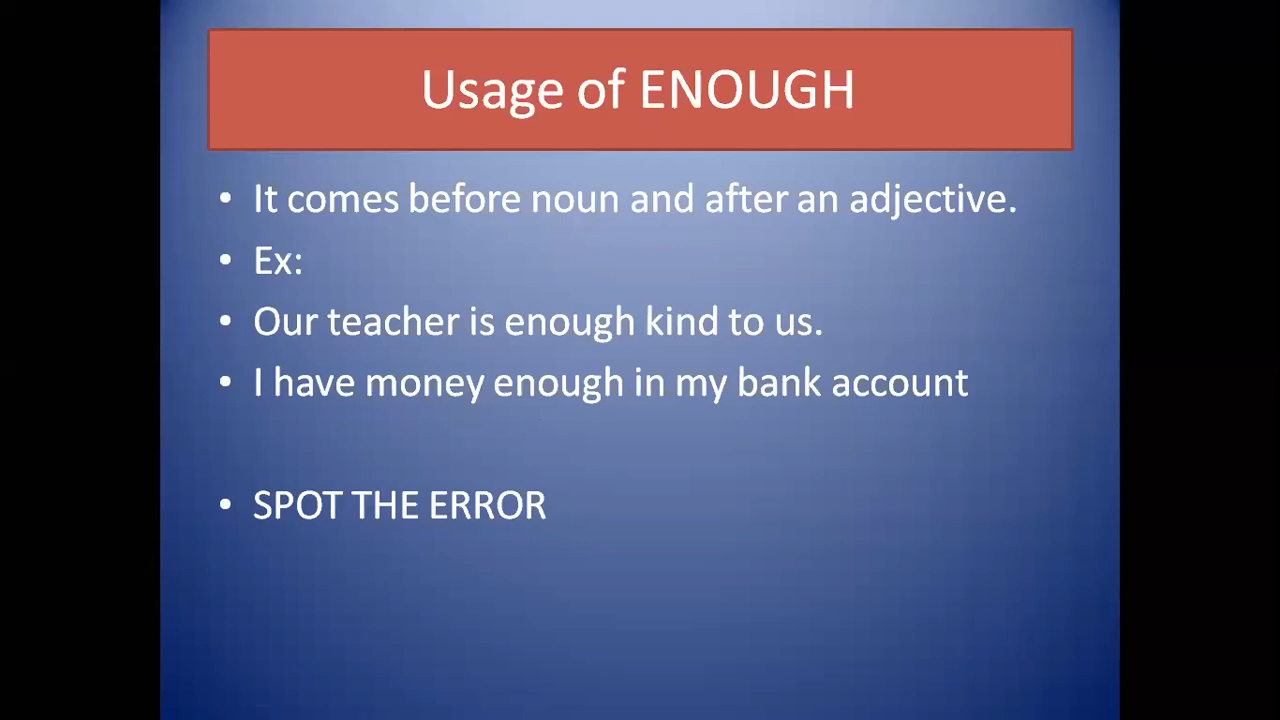 Usage of ENOUGH
• It comes before noun and after an adjective.
• Ex:
• Our teacher is enough kind to us.
• I have money enough in my bank account
• SPOT THE ERROR